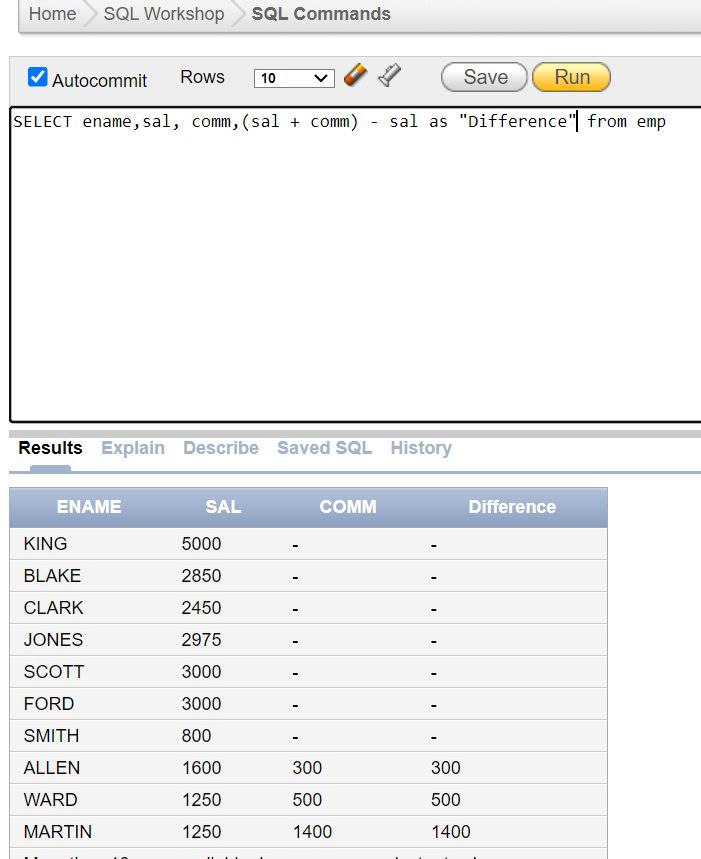 Home SQL Workshop SQL Commands
Autocommit Rows 10 Save Run
SELECT ename,sal, comm,(sal + comm) - sal as "Difference" from emp
Results Explain Describe Saved SQL History
ENAME SAL COMM Difference
KING 5000 - -
BLAKE 2850 - -
CLARK 2450 - -
JONES 2975 - -
SCOTT 3000 - -
FORD 3000 - -
SMITH 800 - -
ALLEN 1600 300 300
WARD 1250 500 500
MARTIN 1250 1400 1400